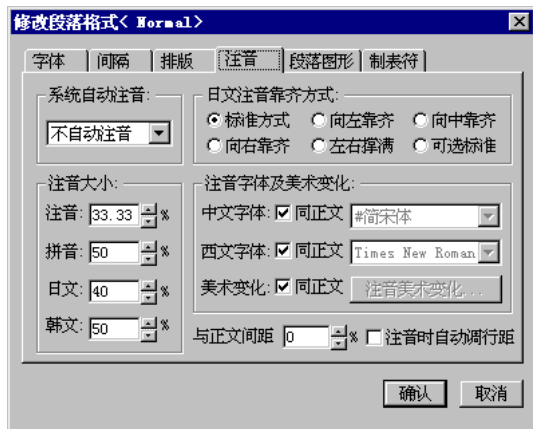 修改段落格式< Normal>
字体 间隔 排版 注音 段落图形 制表符
系统自动注音:
不自动注音
日文注音靠齐方式:
标准方式 向左靠齐 向中靠齐
向右靠齐 左右撑满 可选标准
注音大小:
注音: 33.33 %
拼音: 50 %
日文: 40 %
韩文: 50 %
注音字体及美术变化:
中文字体: 同正文 #简宋体
西文字体: 同正文 Times New Roman
美术变化: 同正文 注音美术变化...
与正文间距 0 % 注音时自动调行距
确认 取消